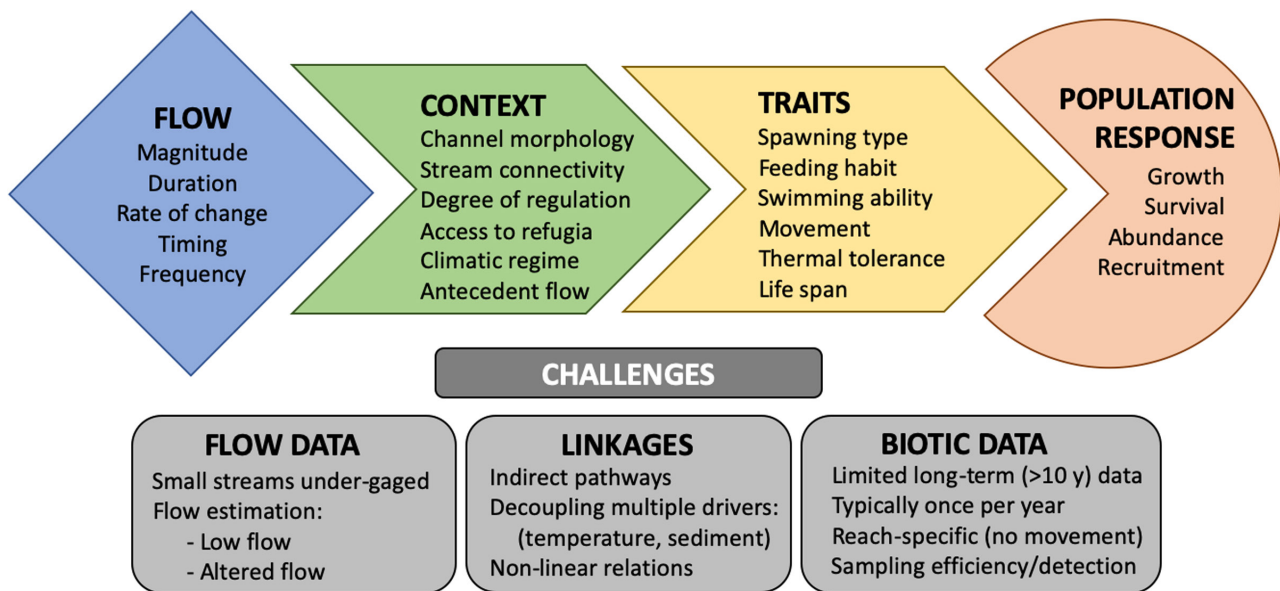 FLOW
Magnitude
Duration
Rate of change
Timing
Frequency
CONTEXT
Channel morphology
Stream connectivity
Degree of regulation
Access to refugia
Climatic regime
Antecedent flow
TRAITS
Spawning type
Feeding habit
Swimming ability
Movement
Thermal tolerance
Life span
POPULATION
RESPONSE
Growth
Survival
Abundance
Recruitment
CHALLENGES
FLOW DATA
Small streams under-gaged
Flow estimation:
- Low flow
- Altered flow
LINKAGES
Indirect pathways
Decoupling multiple drivers:
(temperature, sediment)
Non-linear relations
BIOTIC DATA
Limited long-term (>10 y) data
Typically once per year
Reach-specific (no movement)
Sampling efficiency/detection